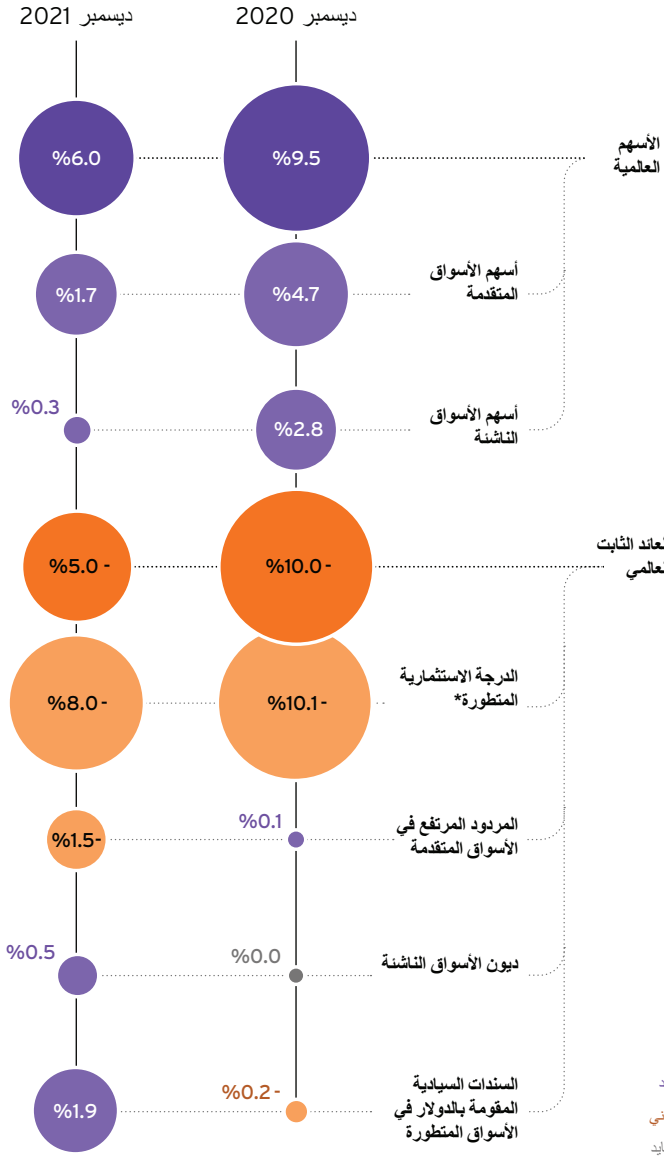 ديسمبر 2020
ديسمبر 2021
الأسهم
العالمية
%9.5
%6.0
أسهم الأسواق
المتقدمة
%4.7
%1.7
أسهم الأسواق
الناشئة
%2.8
%0.3
لعائد الثابت
لعالمي
%10.0 -
%5.0 -
الدرجة الاستثمارية
المتطورة*
%10.1 -
%8.0 -
المردود المرتفع في
الأسواق المتقدمة
%0.1
%1.5-
ديون الأسواق الناشئة
%0.0
%0.5
السندات السيادية
المقومة بالدولار في
الأسواق المتطورة
%0.2 -
%1.9